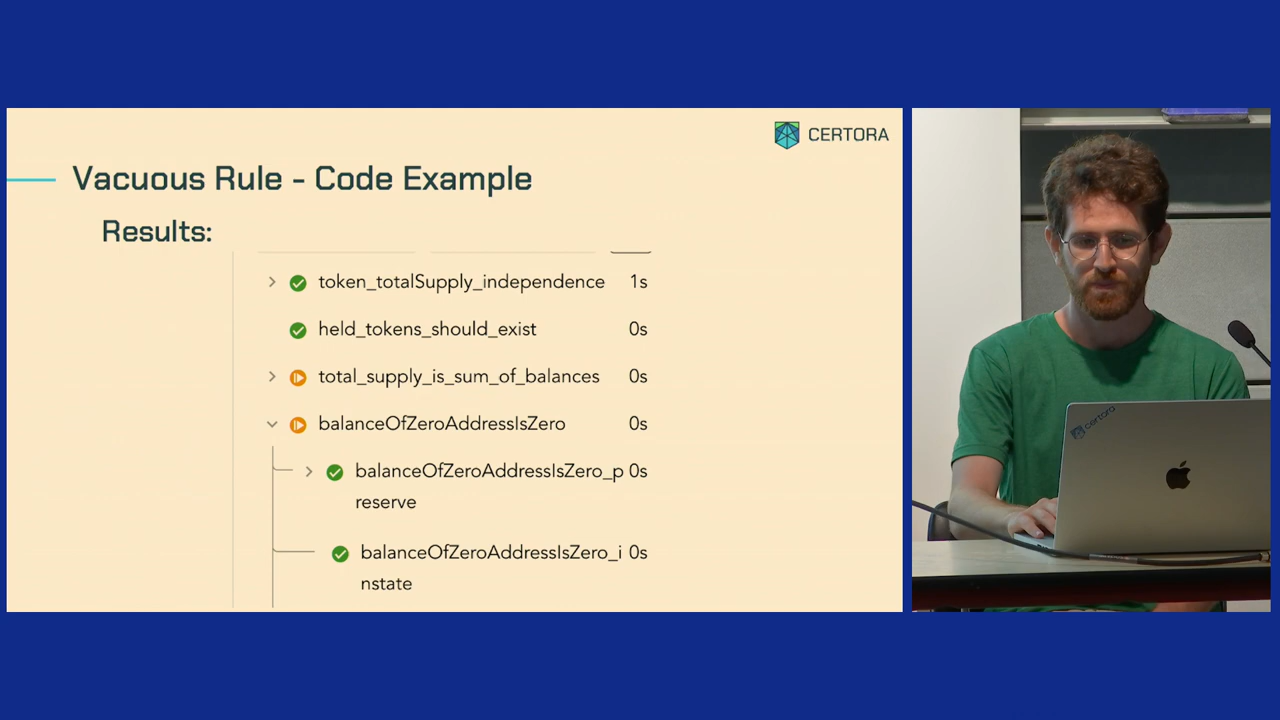 CERTORA
Vacuous Rule - Code Example
Results:
token_totalSupply_independence 1s
held_tokens_should_exist 0s
total_supply_is_sum_of_balances 0s
balanceOfZeroAddressIsZero 0s
balanceOfZeroAddressIsZero_p 0s
reserve
balanceOfZeroAddressIsZero_i 0s
nstate
certora